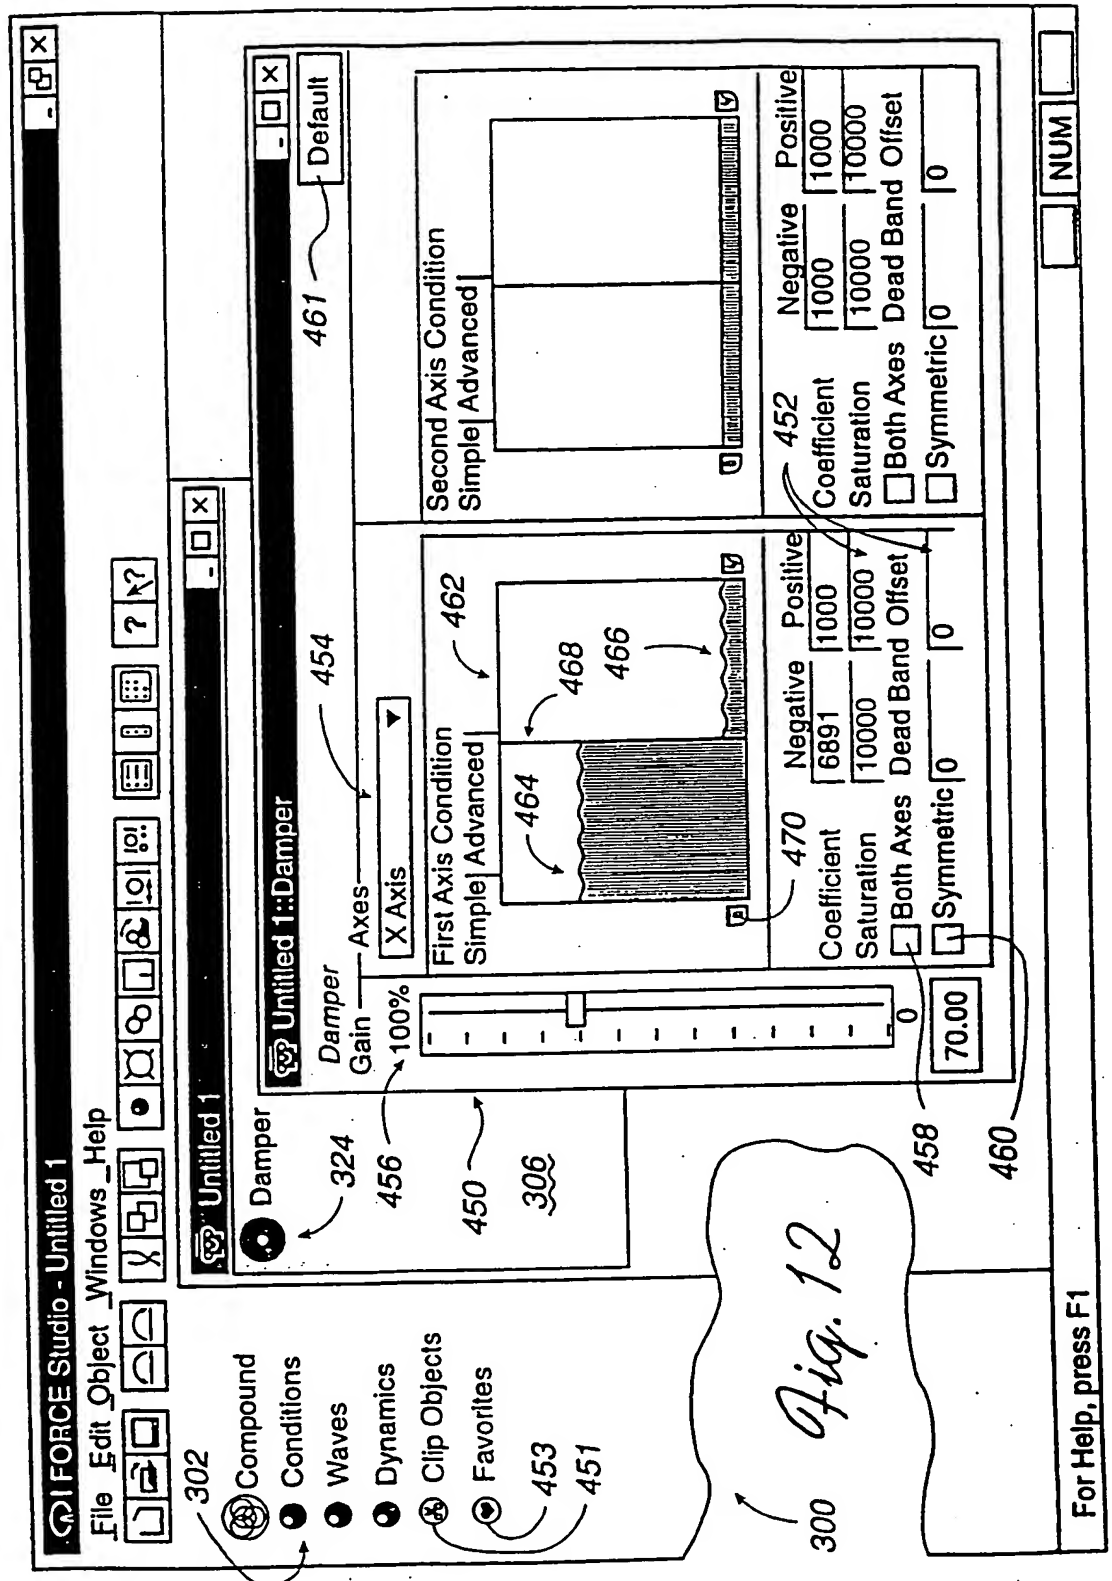 I FORCE Studio - Untitled 1
File Edit Object Windows Help
? ?
302
Compound
Conditions
Waves
Dynamics
Clip Objects
Favorites
453
451
300
Fig. 12
Untitled 1
Damper
324
456
450
306
Untitled 1::Damper
461
Default
Damper
Gain
Axes
454
100%
X Axis
0
70.00
First Axis Condition
Simple Advanced
462
464
468
466
470
Negative Positive
Coefficient 6891 1000
Saturation 10000 10000
Both Axes Dead Band Offset
Symmetric 0 0
452
458
460
Second Axis Condition
Simple Advanced
Negative Positive
Coefficient 1000 1000
Saturation 10000 10000
Both Axes Dead Band Offset
Symmetric 0 0
For Help, press F1
NUM